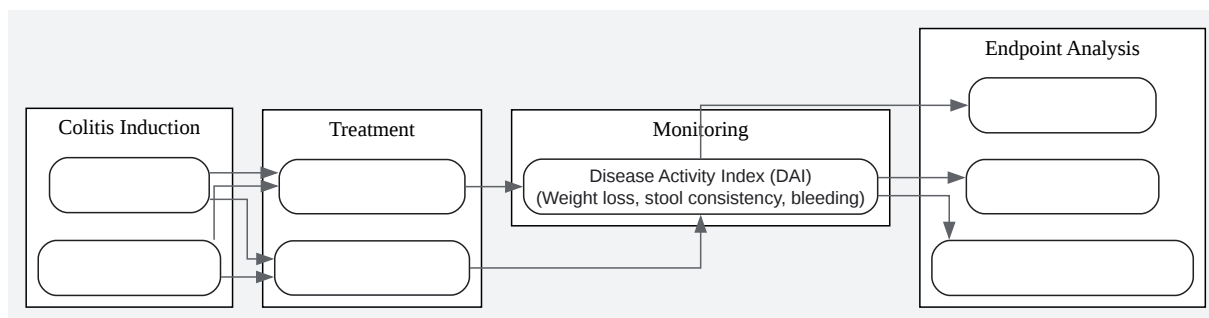 Colitis Induction
Treatment
Monitoring
Disease Activity Index (DAI)
(Weight loss, stool consistency, bleeding)
Endpoint Analysis